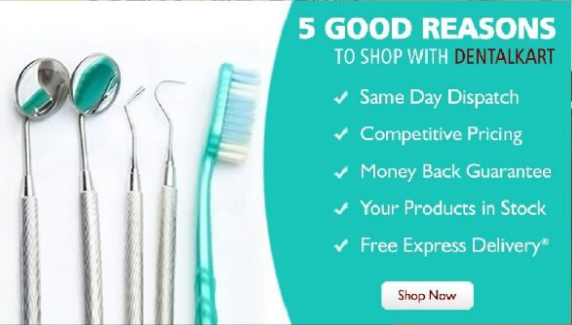 5 GOOD REASONS
TO SHOP WITH DENTALKART
✓ Same Day Dispatch
✓ Competitive Pricing
✓ Money Back Guarantee
✓ Your Products in Stock
✓ Free Express Delivery*
Shop Now